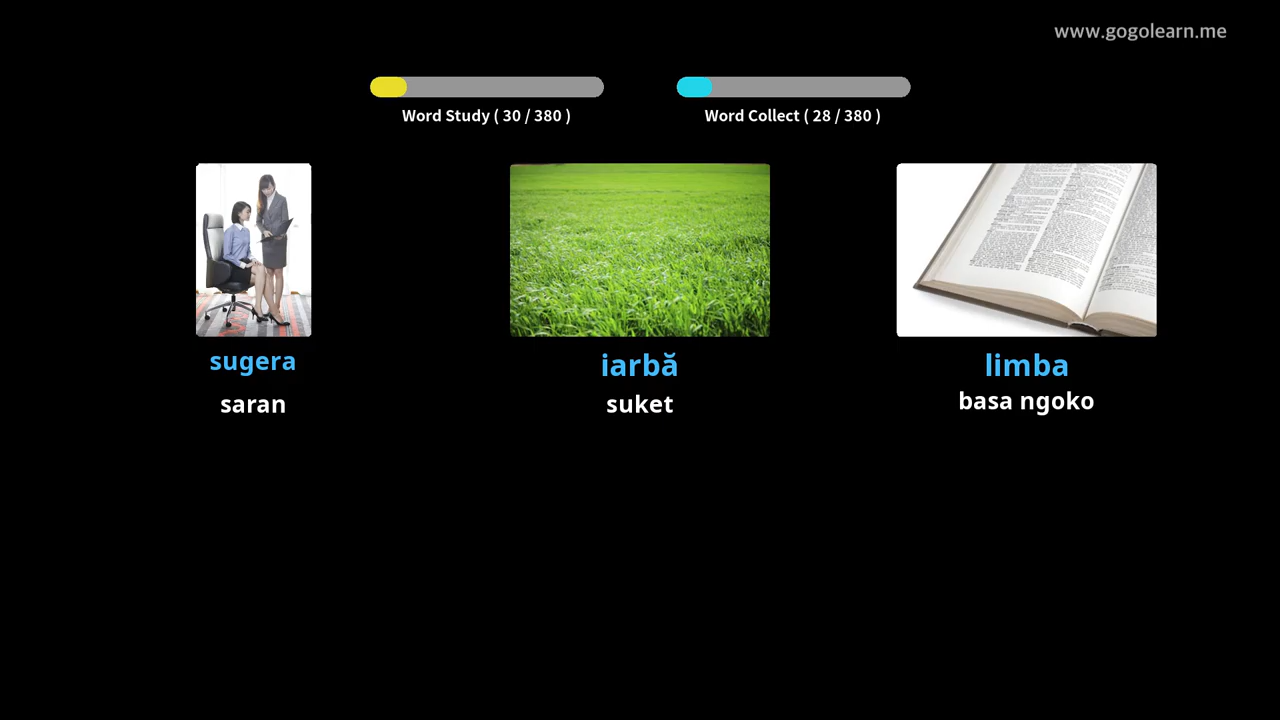 www.gogolearn.me
Word Study ( 30 / 380 )
Word Collect ( 28 / 380 )
sugera
iarbă
limba
saran
suket
basa ngoko